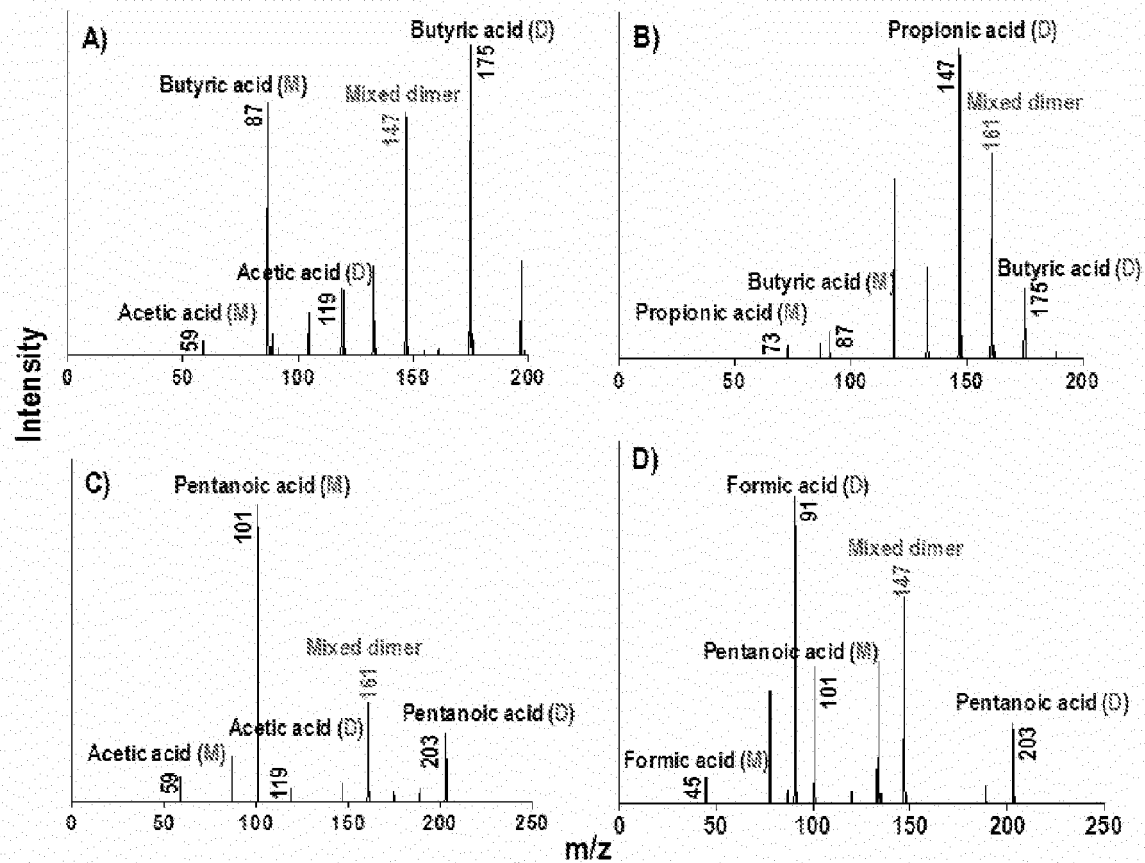 A)
Butyric acid (D)
175
Butyric acid (M)
87
Mixed dimer
147
Acetic acid (D)
119
Acetic acid (M)
59
0 50 100 150 200
B)
Propionic acid (D)
147
Mixed dimer
161
Butyric acid (M)
87
Butyric acid (D)
175
Propionic acid (M)
73
0 50 100 150 200
Intensity
C)
Pentanoic acid (M)
101
Mixed dimer
161
Acetic acid (D)
119
Pentanoic acid (D)
203
Acetic acid (M)
59
0 50 100 150 200 250
D)
Formic acid (D)
91
Mixed dimer
147
Pentanoic acid (M)
101
Pentanoic acid (D)
203
Formic acid (M)
45
0 50 100 150 200 250
m/z